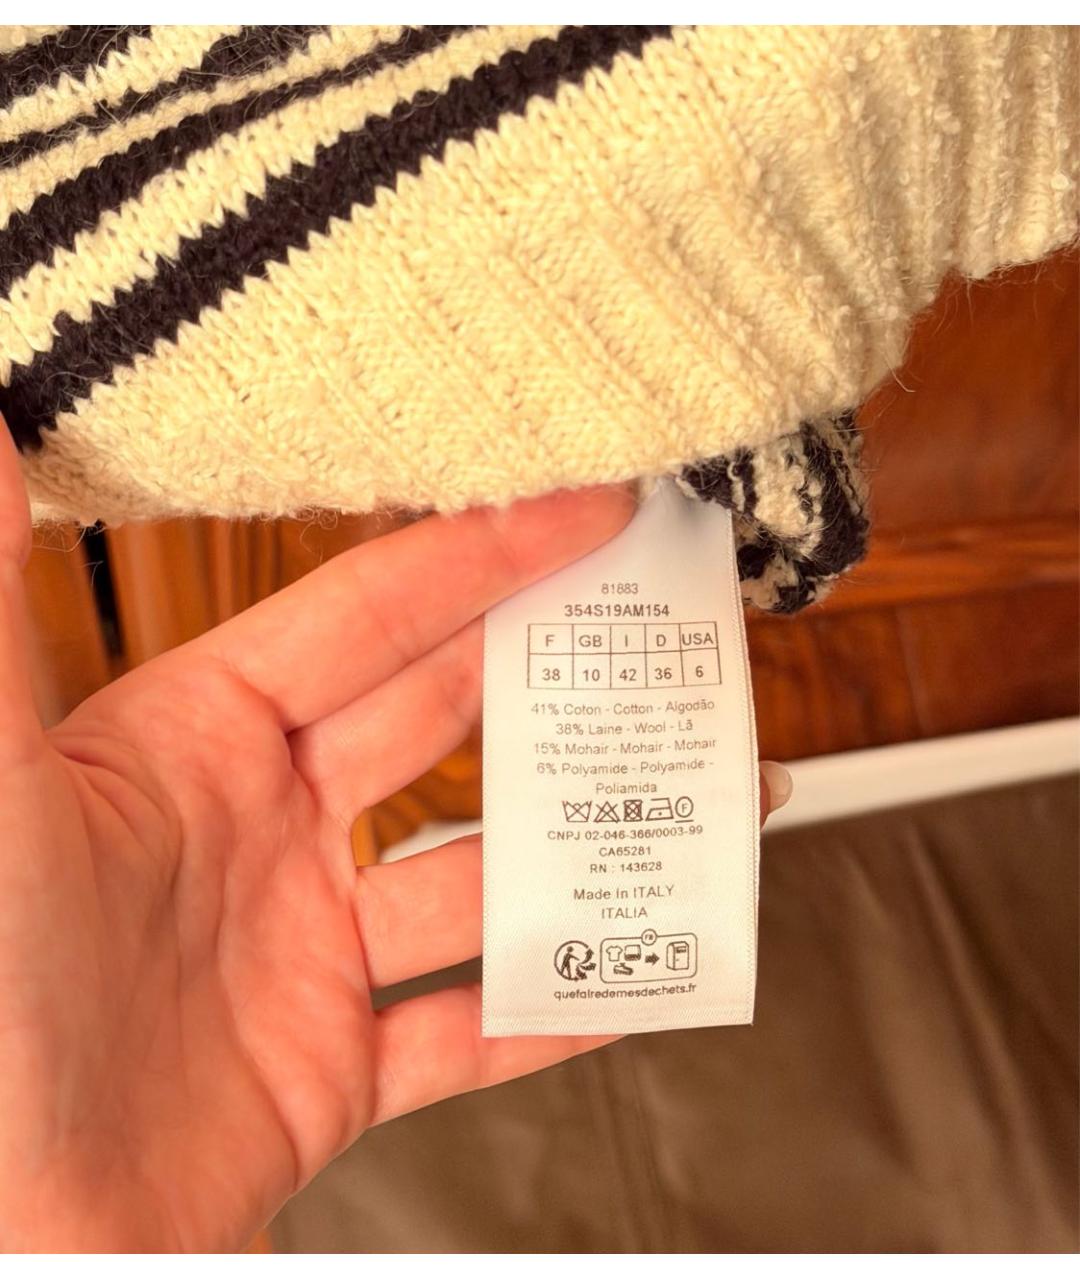 81883
354S19AM154
F GB I D USA
38 10 42 36 6
41% Coton - Cotton - Algodão
38% Laine - Wool - Lã
15% Mohair - Mohair - Mohair
6% Polyamide - Polyamide -
Poliamida
F
CNPJ 02-046-366/0003-99
CA65281
RN : 143628
Made in ITALY
ITALIA
FR
quefairedemesdechets.fr